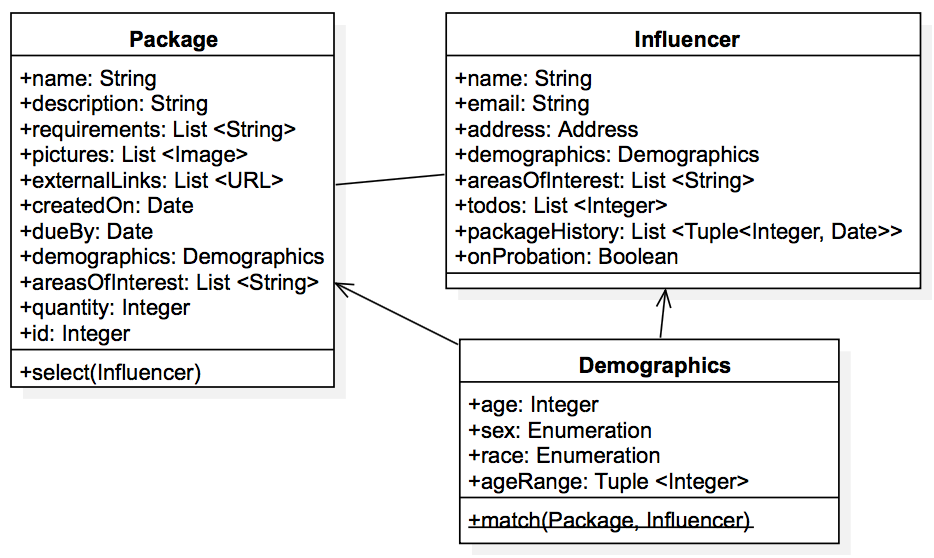 Package
+name: String
+description: String
+requirements: List <String>
+pictures: List <Image>
+externalLinks: List <URL>
+createdOn: Date
+dueBy: Date
+demographics: Demographics
+areasOfInterest: List <String>
+quantity: Integer
+id: Integer
+select(Influencer)
Influencer
+name: String
+email: String
+address: Address
+demographics: Demographics
+areasOfInterest: List <String>
+todos: List <Integer>
+packageHistory: List <Tuple<Integer, Date>>
+onProbation: Boolean
Demographics
+age: Integer
+sex: Enumeration
+race: Enumeration
+ageRange: Tuple <Integer>
+match(Package, Influencer)